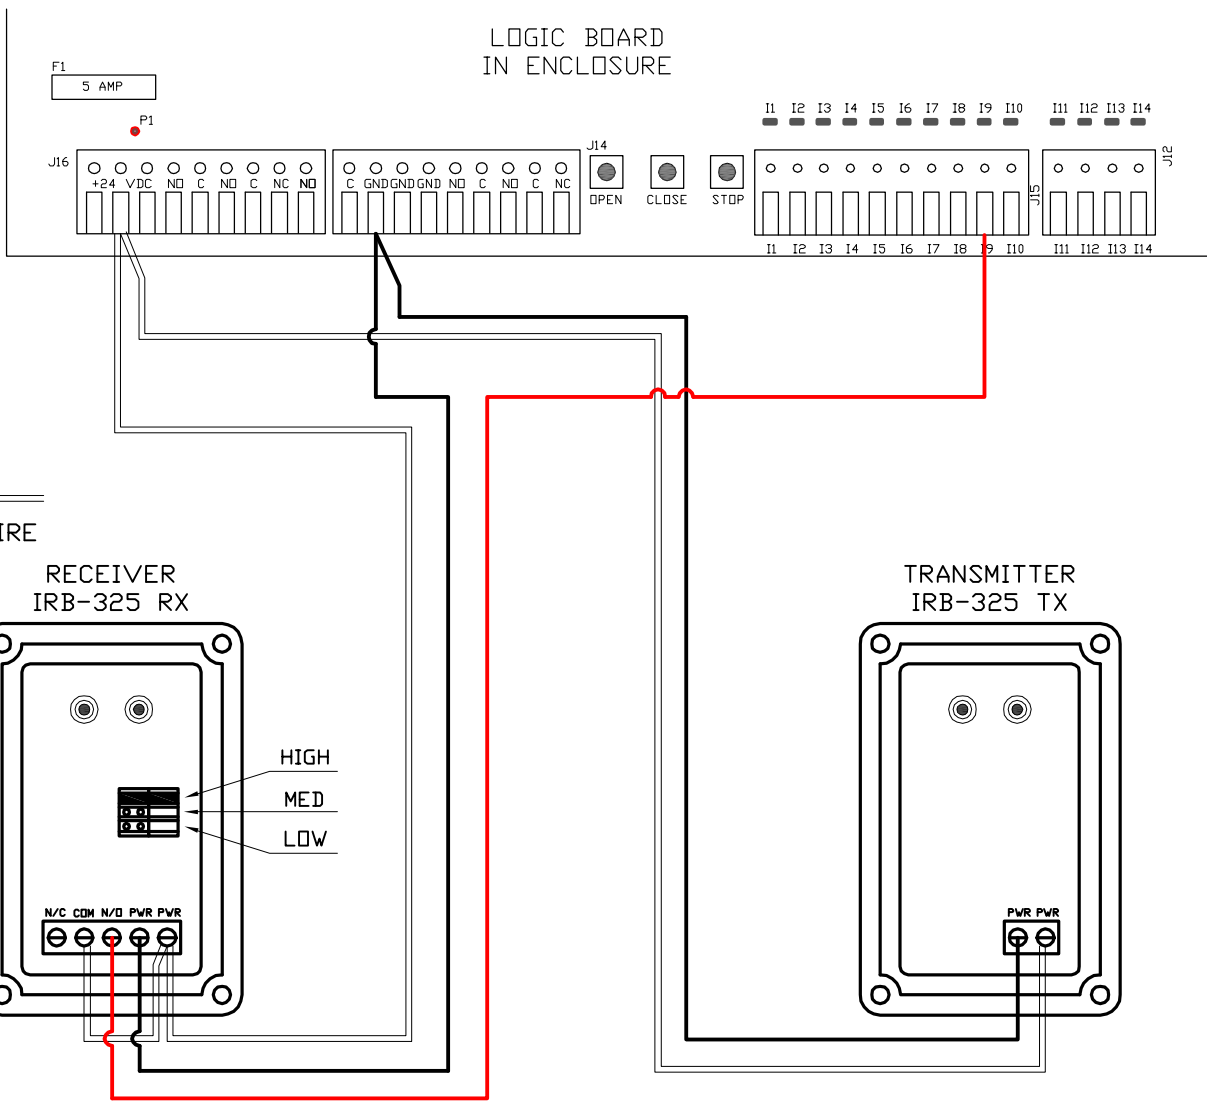 LOGIC BOARD
IN ENCLOSURE
F1
5 AMP
P1
J16
+24 VDC NO C NO C NC NO
C GND GND GND NO C NO C NC
J14
OPEN CLOSE STOP
I1 I2 I3 I4 I5 I6 I7 I8 I9 I10 I11 I12 I13 I14
J15
J12
I1 I2 I3 I4 I5 I6 I7 I8 I9 I10 I11 I12 I13 I14
IRE
RECEIVER
IRB-325 RX
TRANSMITTER
IRB-325 TX
HIGH
MED
LOW
N/C COM N/O PWR PWR
PWR PWR